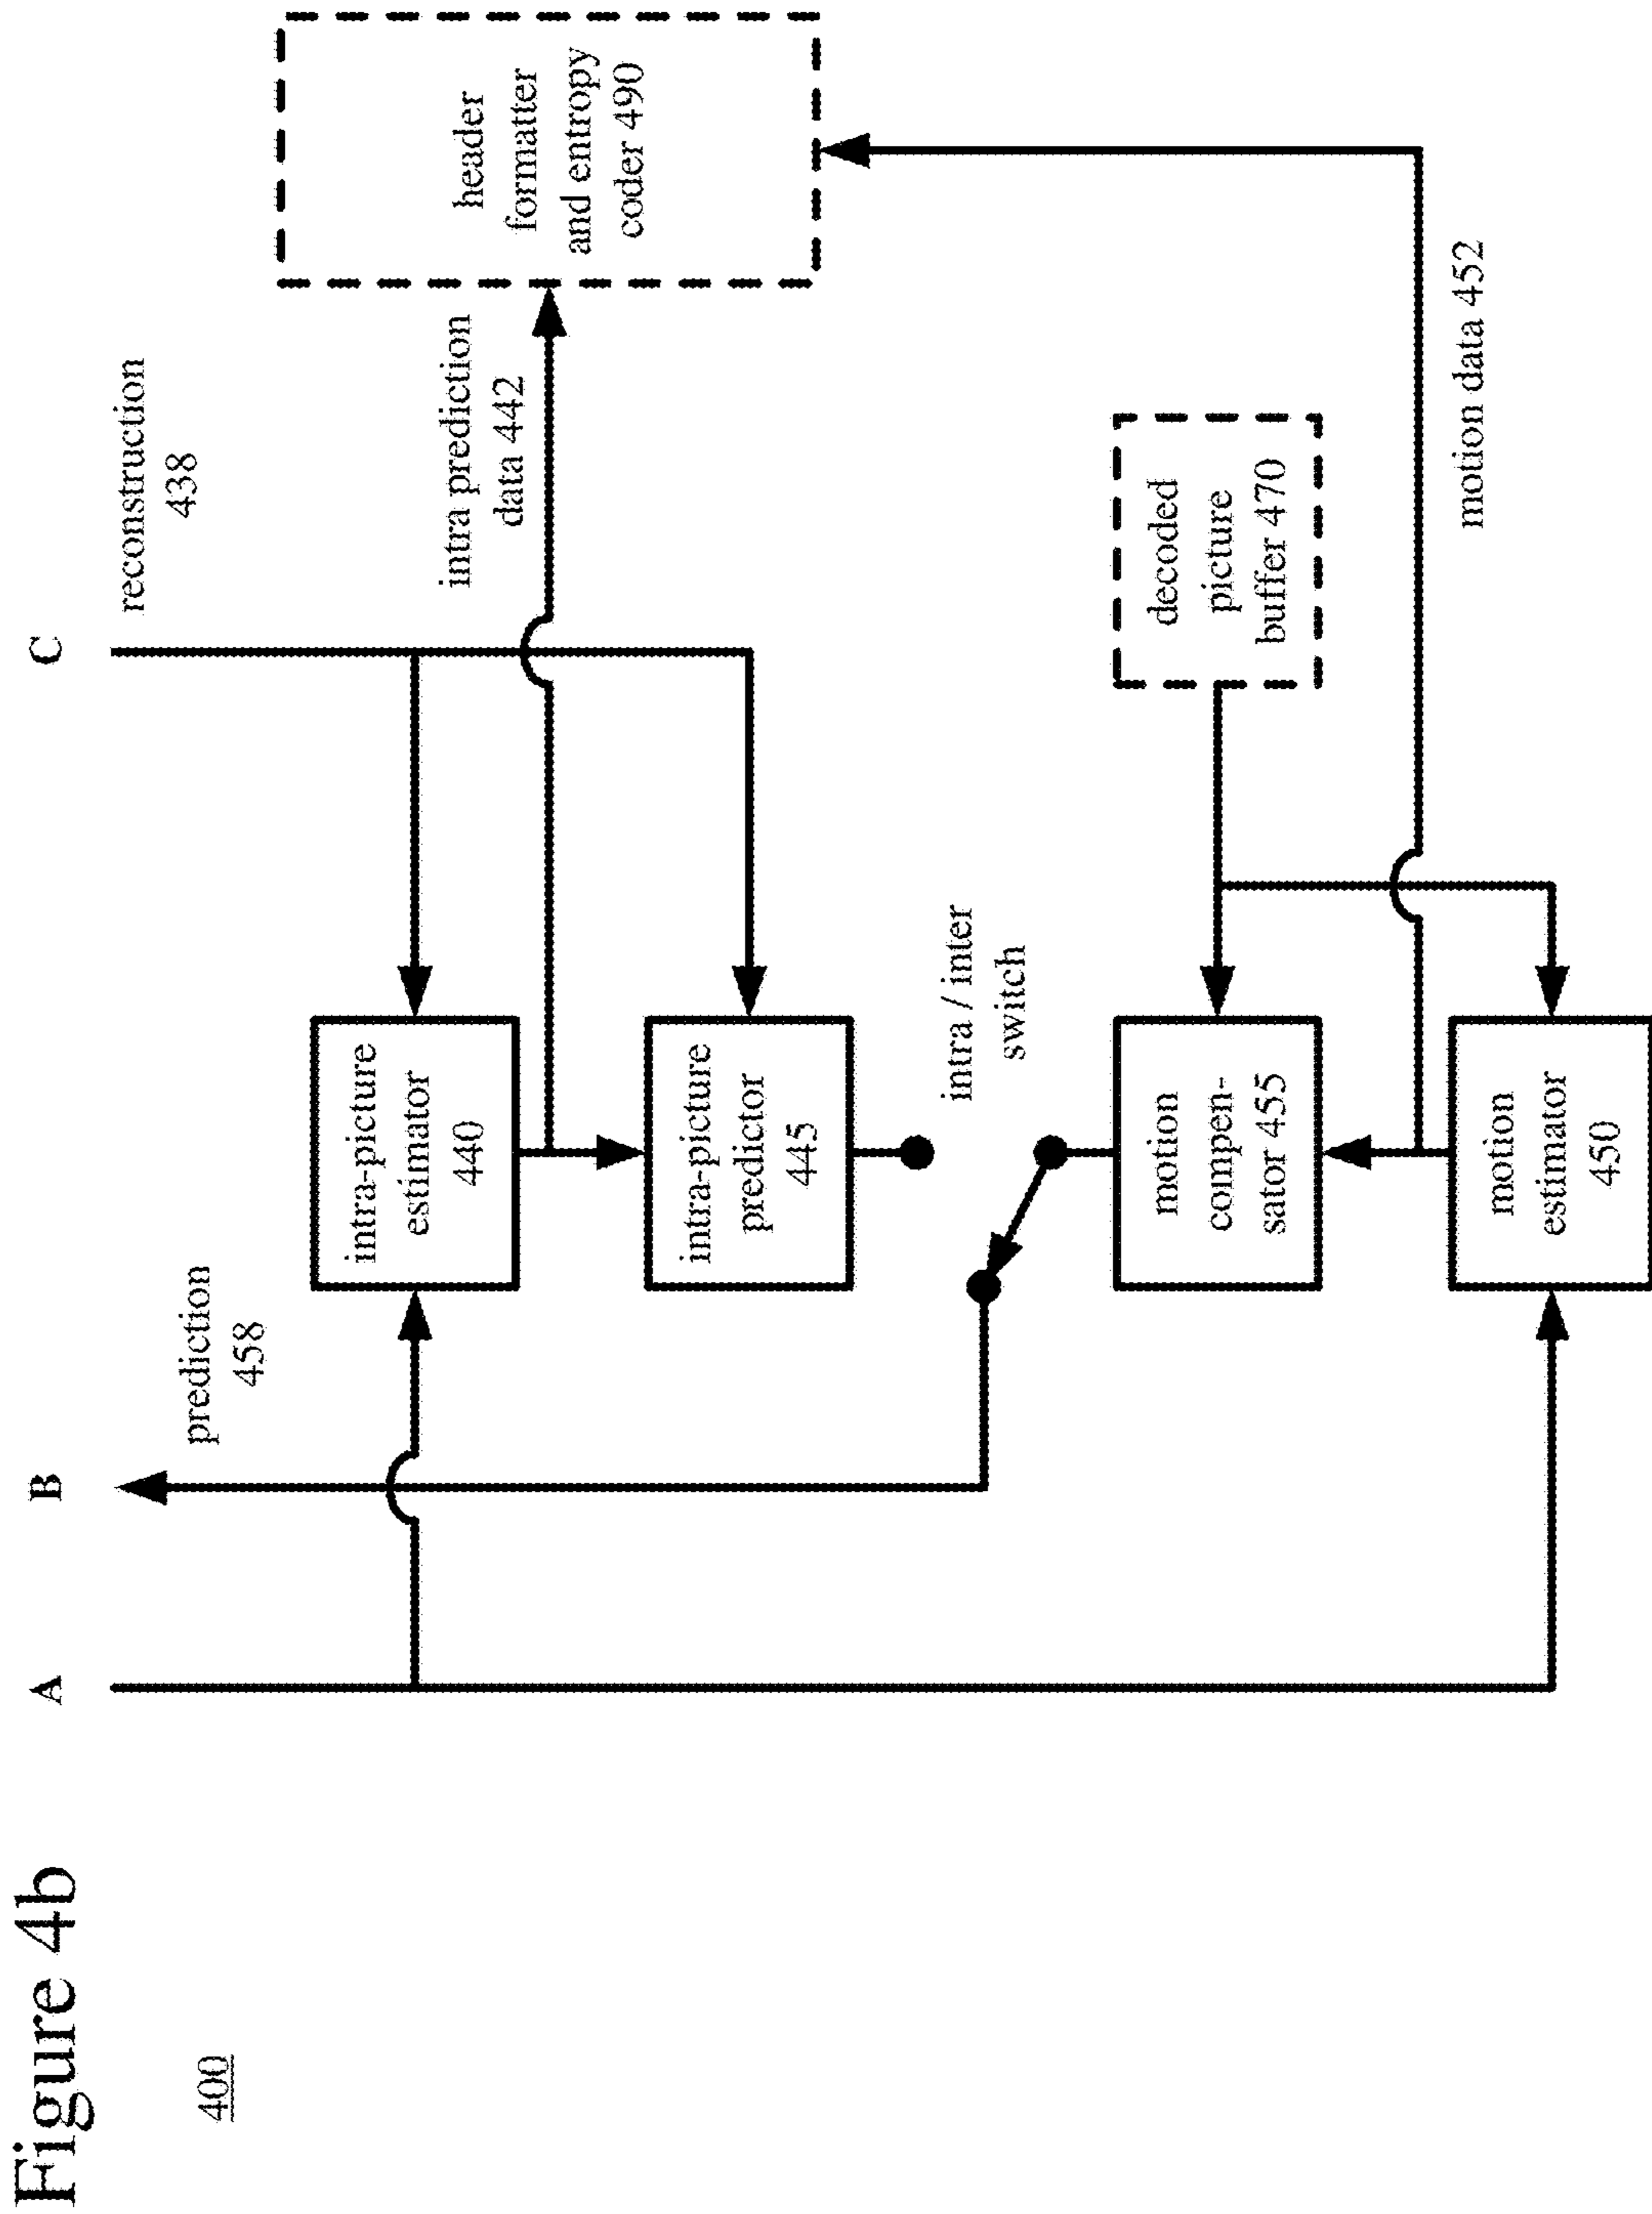 Figure 4b
400
A
B
C
prediction
458
reconstruction
438
intra-picture
estimator
440
intra prediction
data 442
header
formatter
and entropy
coder 490
intra-picture
predictor
445
intra / inter
switch
motion
compen-
sator 455
decoded
picture
buffer 470
motion
estimator
450
motion data 452